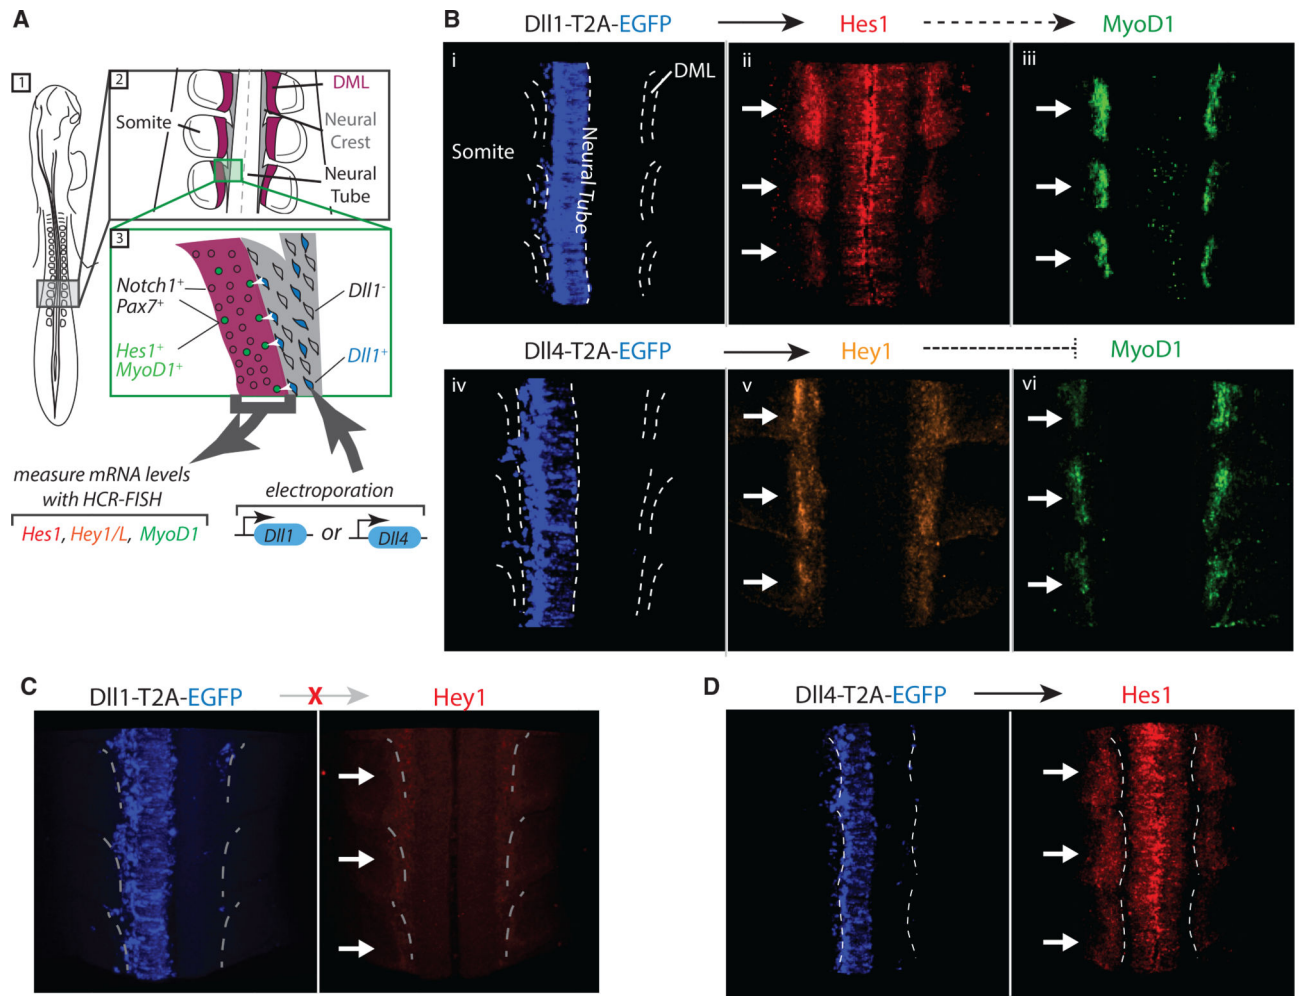 A
1
2
DML
Somite
Neural
Crest
Neural
Tube
3
Notch1+
Pax7+
Hes1+
MyoD1+
Dll1-
Dll1+
measure mRNA levels
with HCR-FISH
Hes1, Hey1/L, MyoD1
electroporation
Dll1 or Dll4
B
Dll1-T2A-EGFP Hes1 MyoD1
i
DML
Somite
Neural Tube
ii
iii
Dll4-T2A-EGFP Hey1 MyoD1
iv
v
vi
C
Dll1-T2A-EGFP X Hey1
D
Dll4-T2A-EGFP Hes1